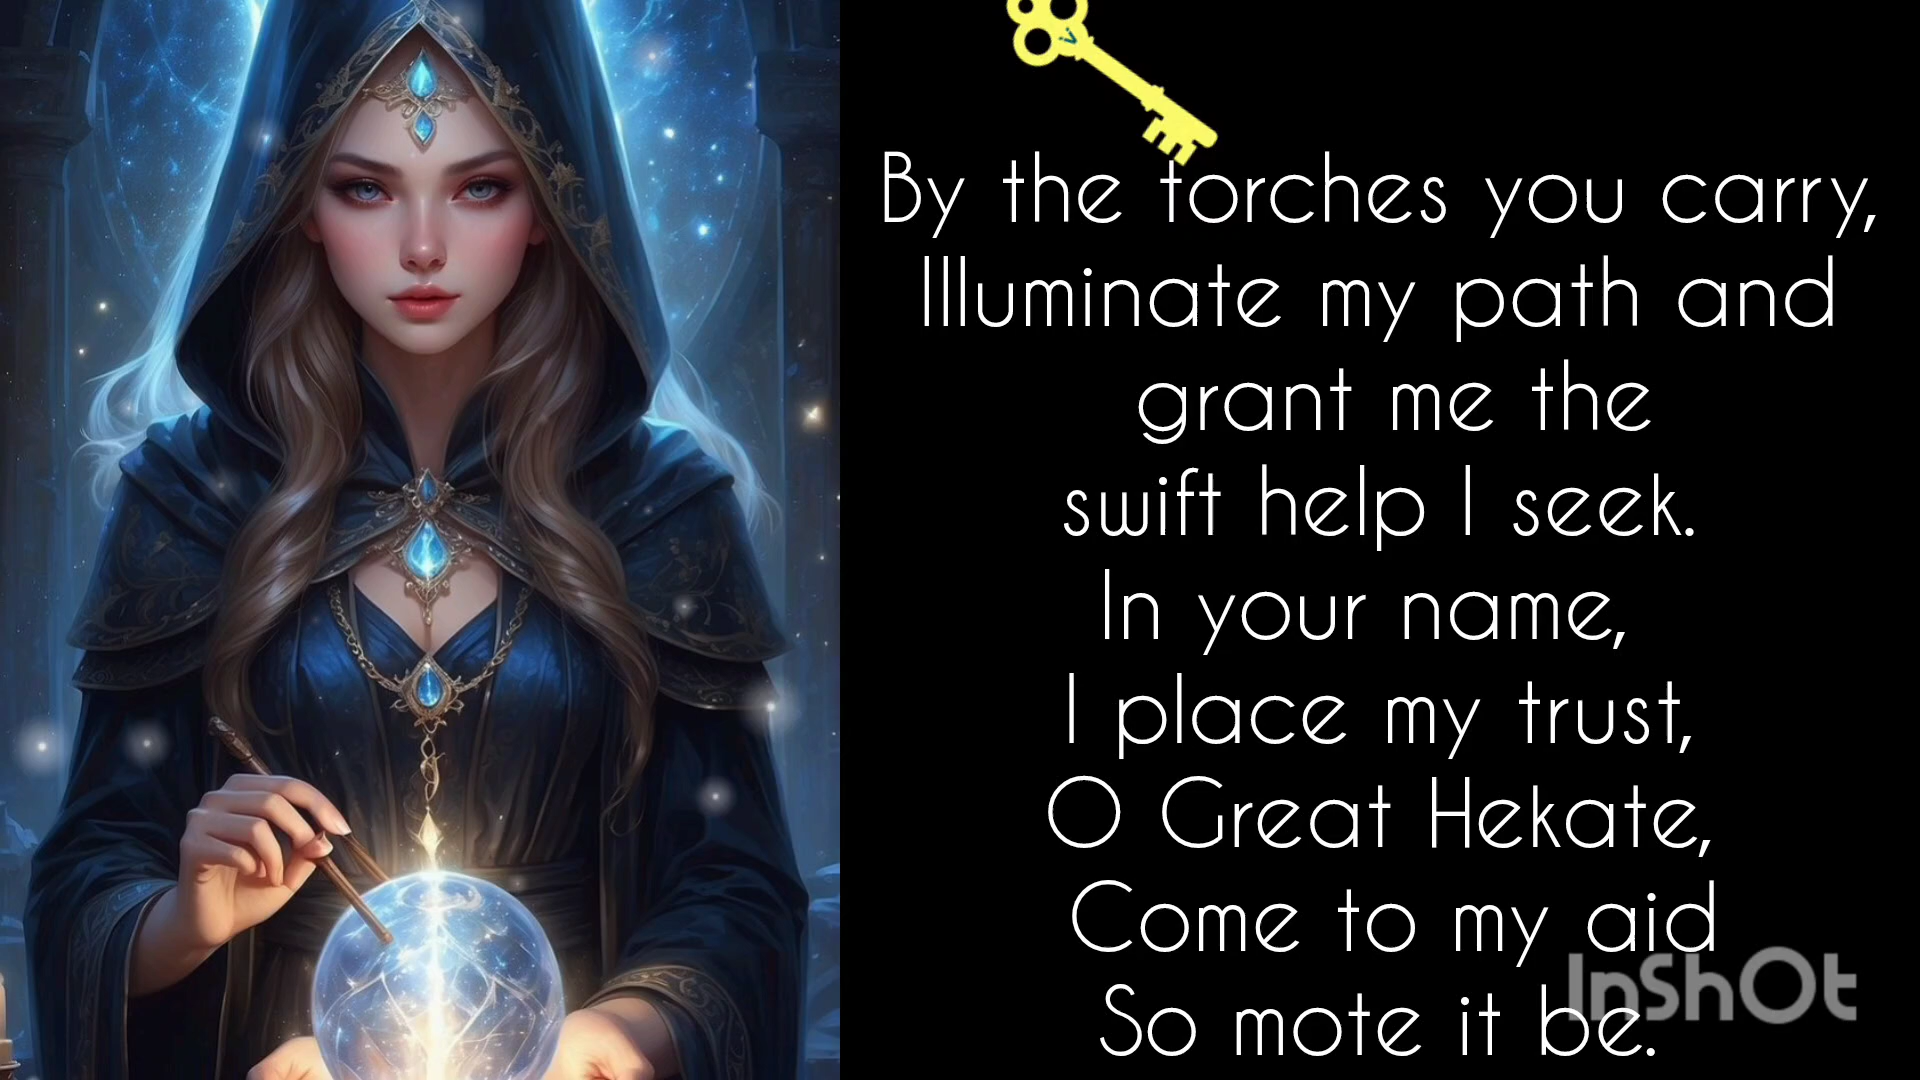 By the torches you carry,
Illuminate my path and
grant me the
swift help I seek.
In your name,
I place my trust,
O Great Hekate,
Come to my aid
So mote it be.
InShOt